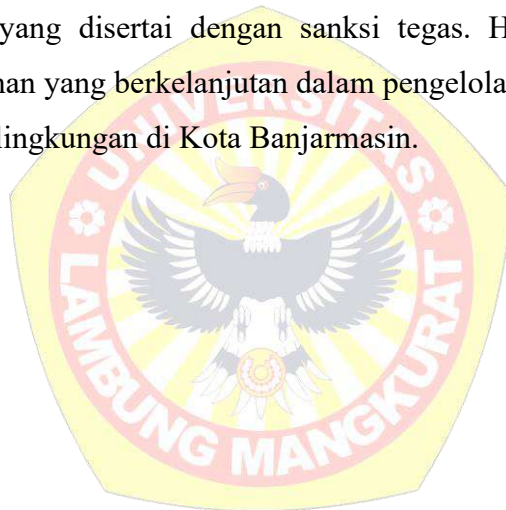 yang disertai dengan sanksi tegas. H
nan yang berkelanjutan dalam pengelola
lingkungan di Kota Banjarmasin.
UNIVERSITAS
LAMBUNG MANGKURAT